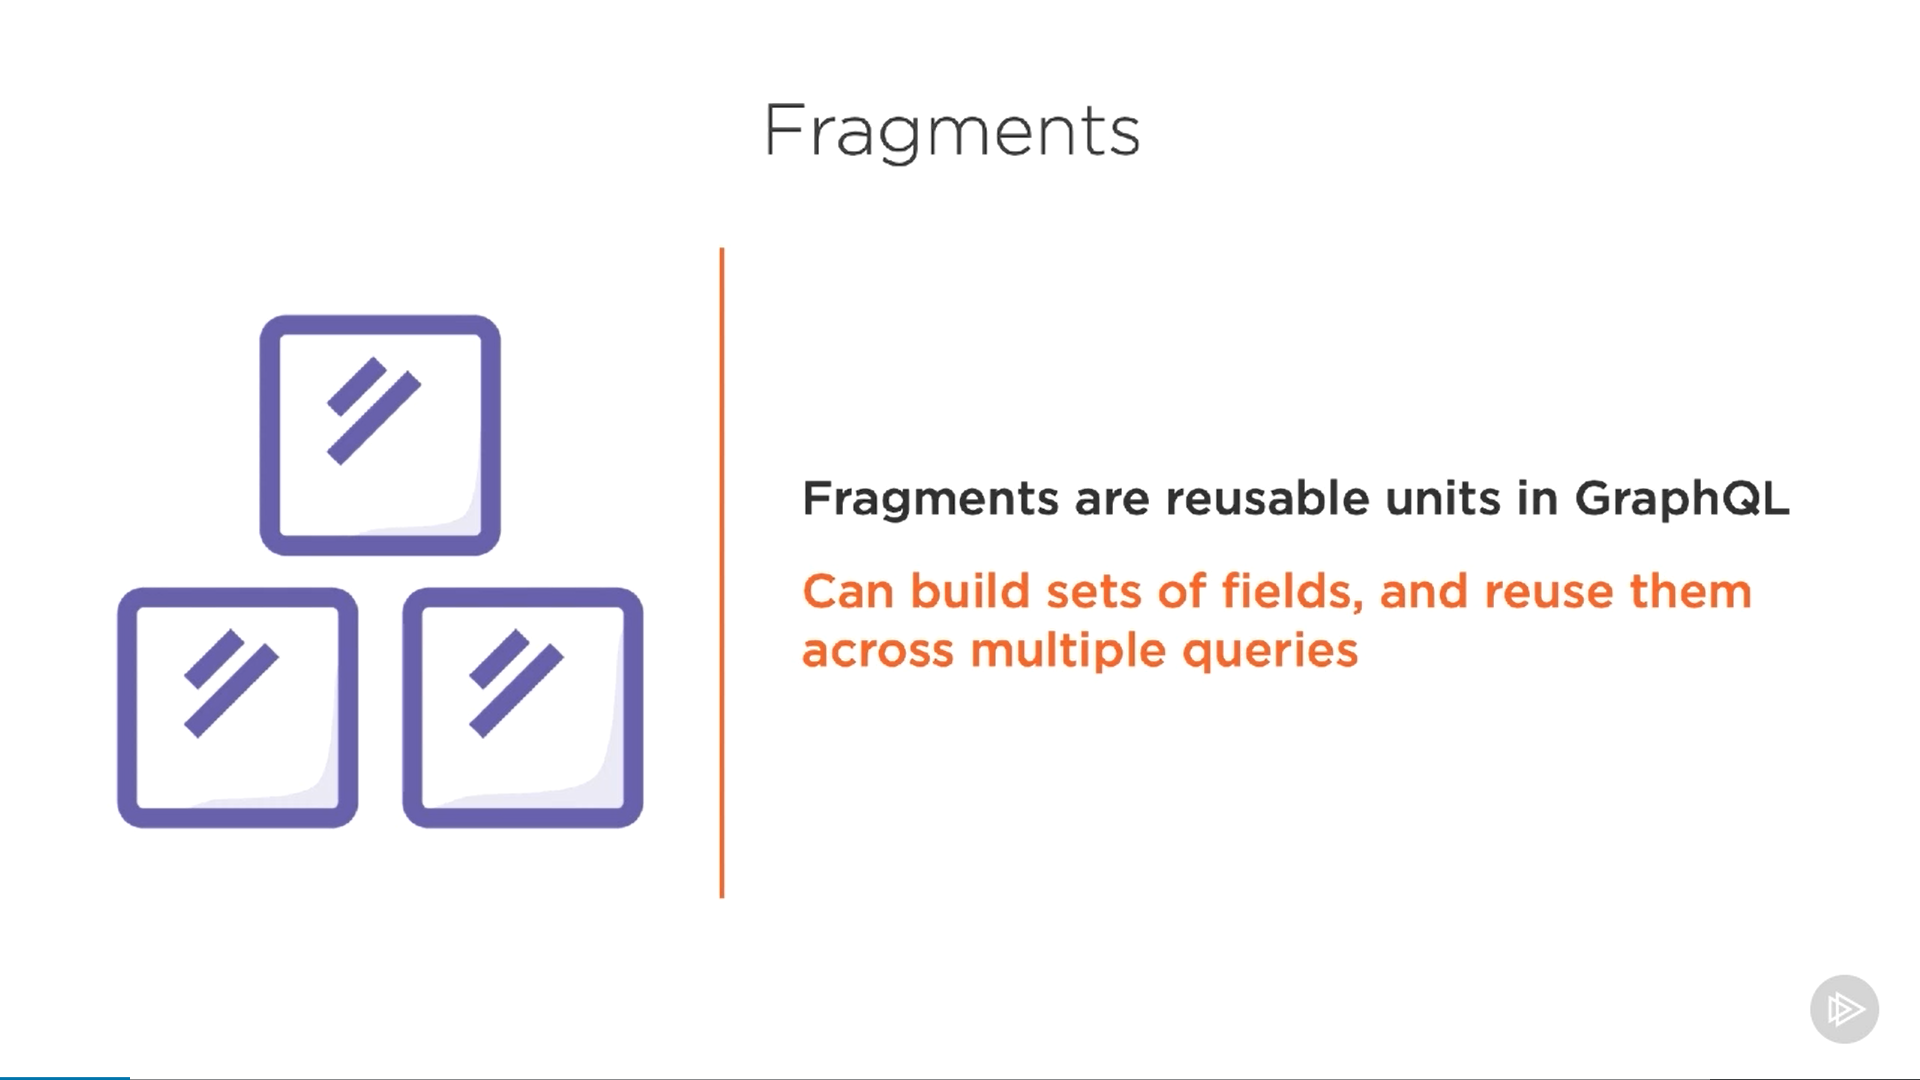 Fragments
Fragments are reusable units in GraphQL
Can build sets of fields, and reuse them
across multiple queries